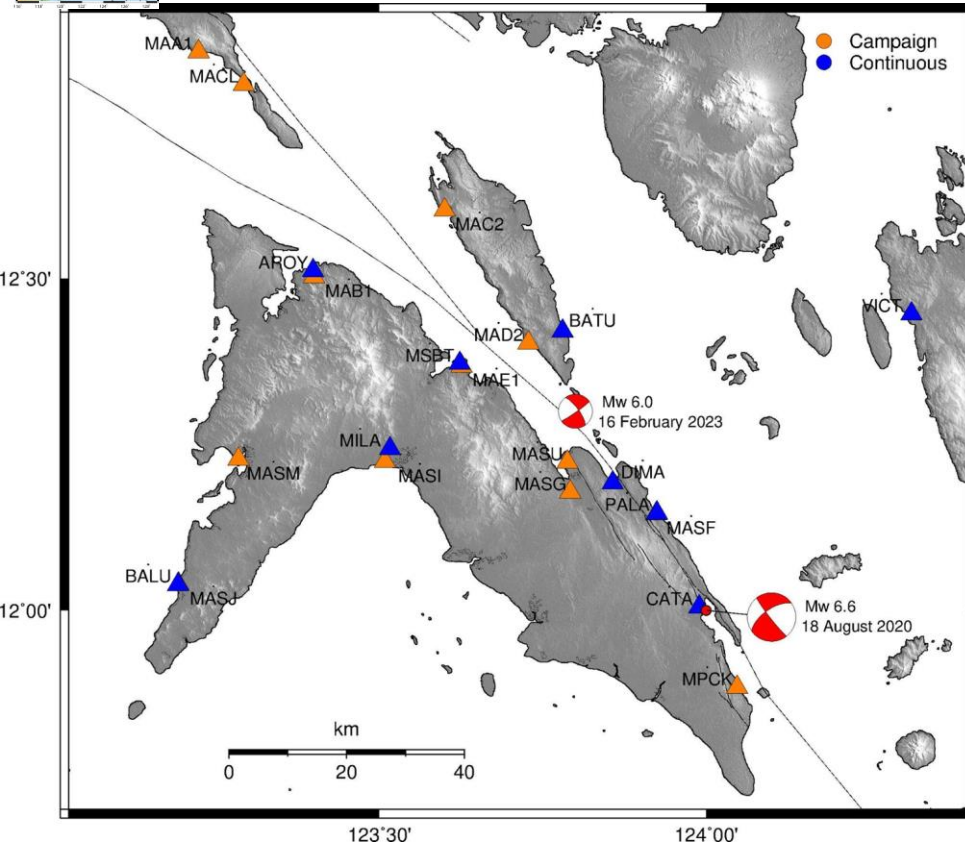 MAA1
MACL
Campaign
Continuous
MAC2
12°30'
AROY
MAB1
VICT
BATU
MAD2
MSBT
MAE1
Mw 6.0
16 February 2023
MILA
MASI
MASM
MASU
MASG
DIMA
PALA
MASF
BALU
MASJ
12°00'
CATA
Mw 6.6
18 August 2020
MPCK
km
0 20 40
123°30' 124°00'